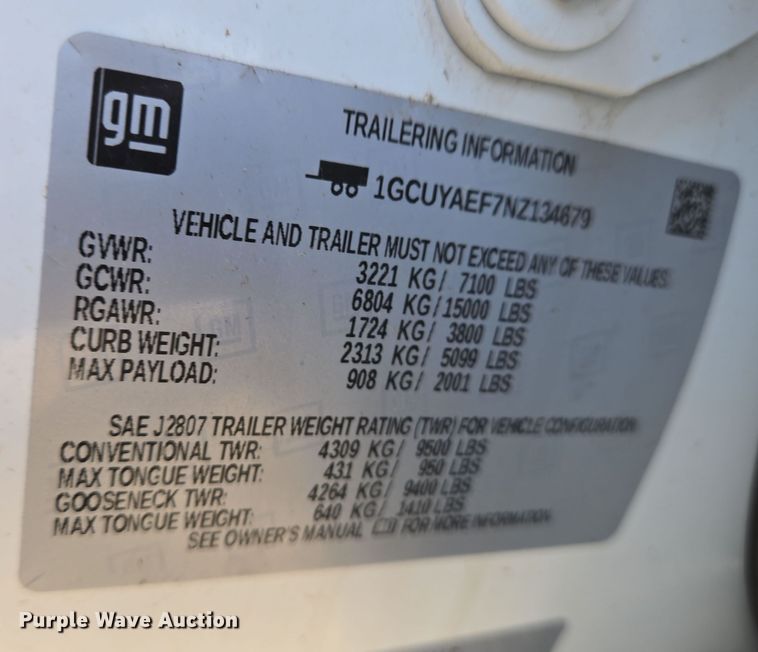 gm
TRAILERING INFORMATION
1GCUYAEF7NZ134679
VEHICLE AND TRAILER MUST NOT EXCEED ANY OF THESE VALUES:
GVWR: 3221 KG/ 7100 LBS
GCWR: 6804 KG/15000 LBS
RGAWR: 1724 KG/ 3800 LBS
CURB WEIGHT: 2313 KG/ 5099 LBS
MAX PAYLOAD: 908 KG/ 2001 LBS
SAE J2807 TRAILER WEIGHT RATING (TWR) FOR VEHICLE CONFIGURATION
CONVENTIONAL TWR: 4309 KG/ 9500 LBS
MAX TONGUE WEIGHT: 431 KG/ 950 LBS
GOOSENECK TWR: 4264 KG/ 9400 LBS
MAX TONGUE WEIGHT: 640 KG/ 1410 LBS
SEE OWNER'S MANUAL FOR MORE INFORMATION
Purple Wave Auction